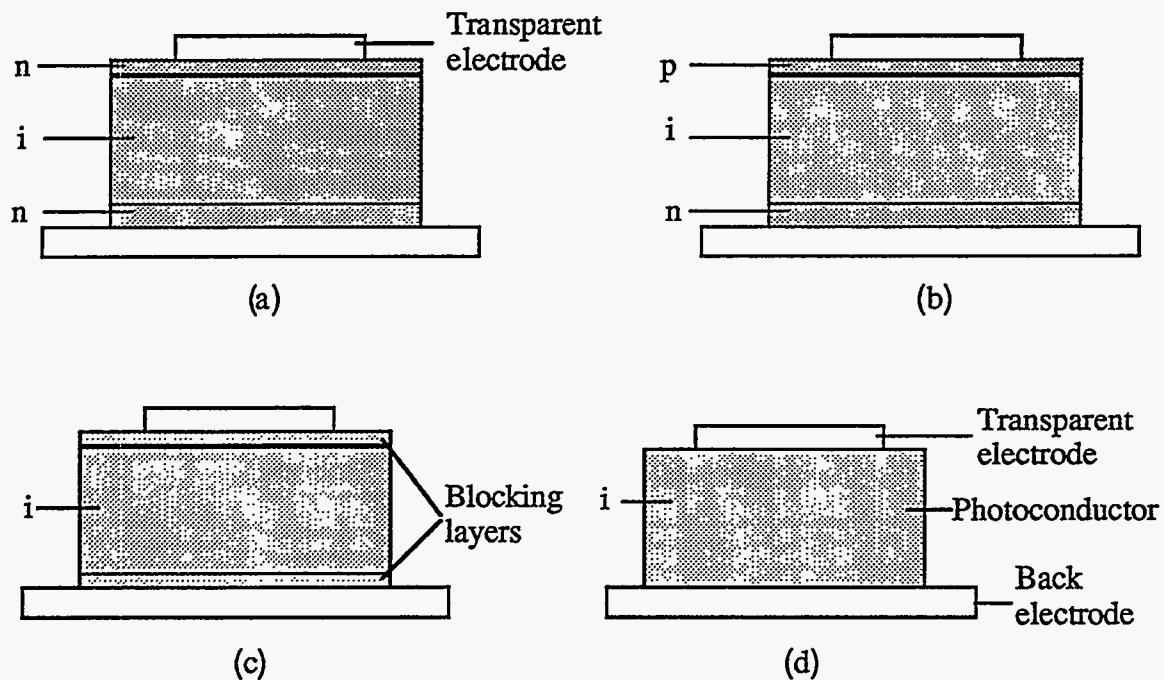 Transparent
electrode
n
i
n
(a)
p
i
n
(b)
i
Blocking
layers
(c)
Transparent
electrode
i
Photoconductor
Back
electrode
(d)